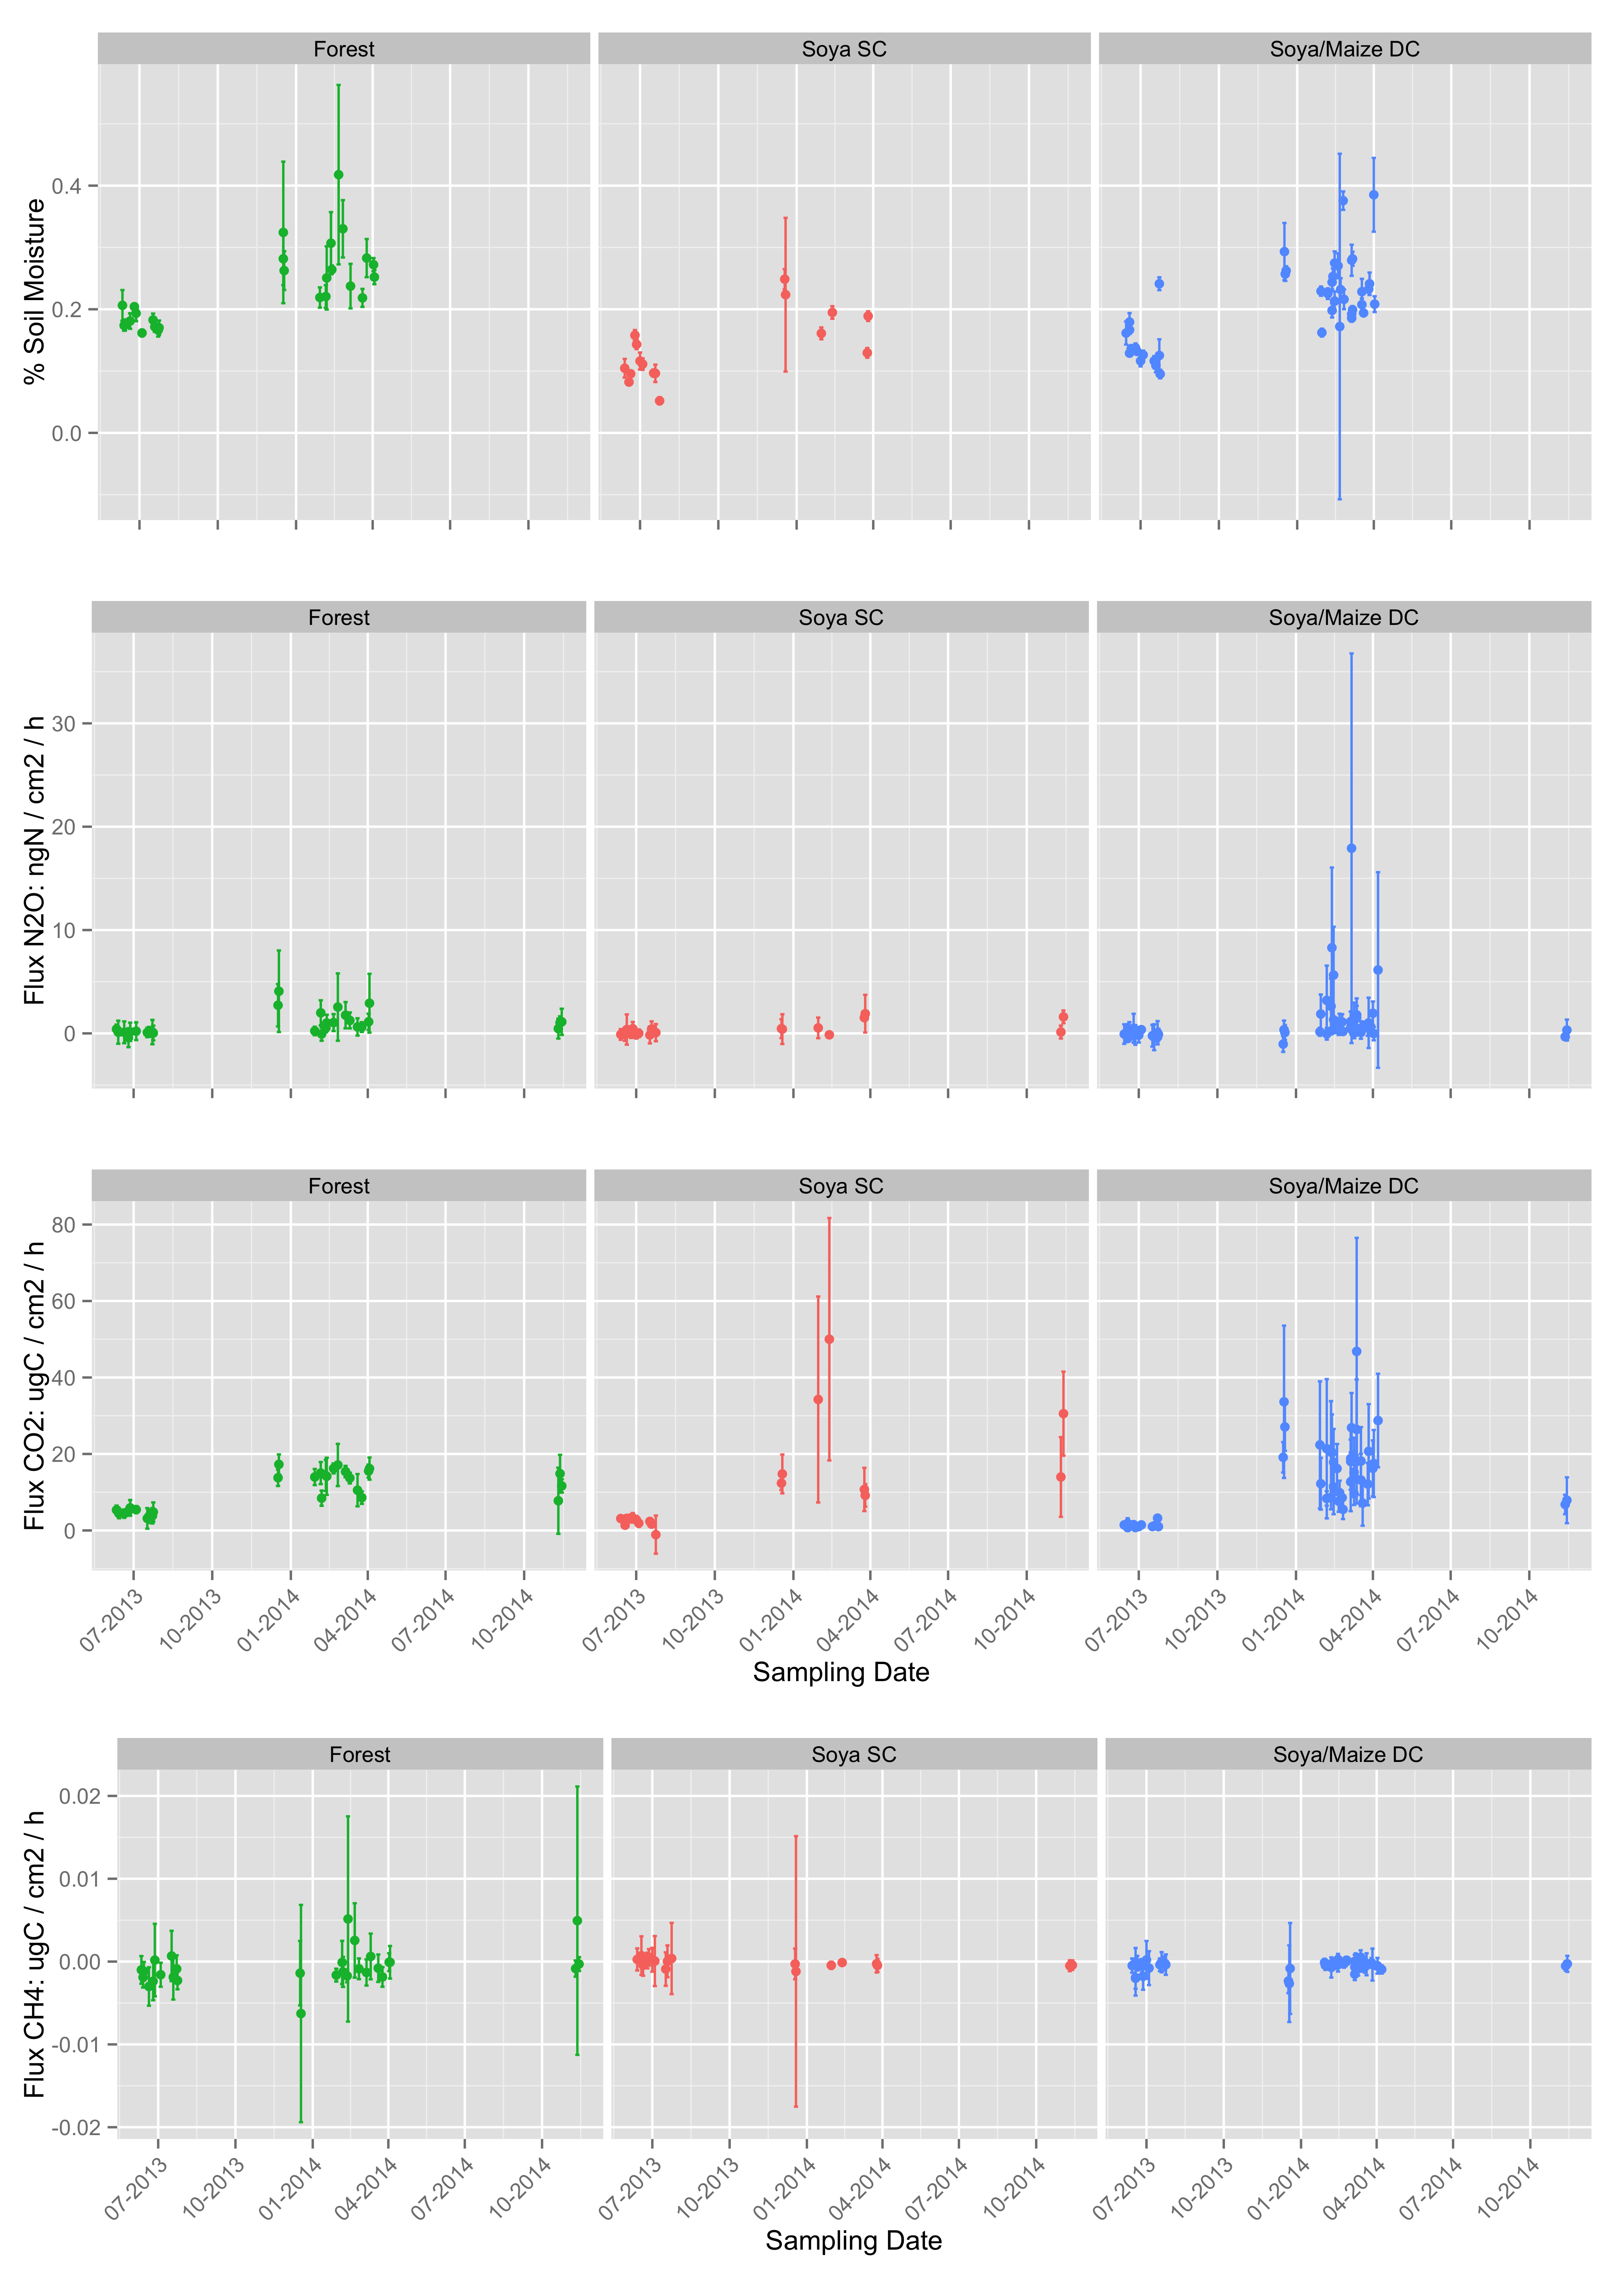 Forest Soya SC Soya/Maize DC
% Soil Moisture
0.4
0.2
0.0
Forest Soya SC Soya/Maize DC
Flux N2O: ngN / cm2 / h
30
20
10
0
Forest Soya SC Soya/Maize DC
Flux CO2: ugC / cm2 / h
80
60
40
20
0
07-2013 10-2013 01-2014 04-2014 07-2014 10-2014 07-2013 10-2013 01-2014 04-2014 07-2014 10-2014 07-2013 10-2013 01-2014 04-2014 07-2014 10-2014
Sampling Date
Forest Soya SC Soya/Maize DC
Flux CH4: ugC / cm2 / h
0.02
0.01
0.00
-0.01
-0.02
07-2013 10-2013 01-2014 04-2014 07-2014 10-2014 07-2013 10-2013 01-2014 04-2014 07-2014 10-2014 07-2013 10-2013 01-2014 04-2014 07-2014 10-2014
Sampling Date